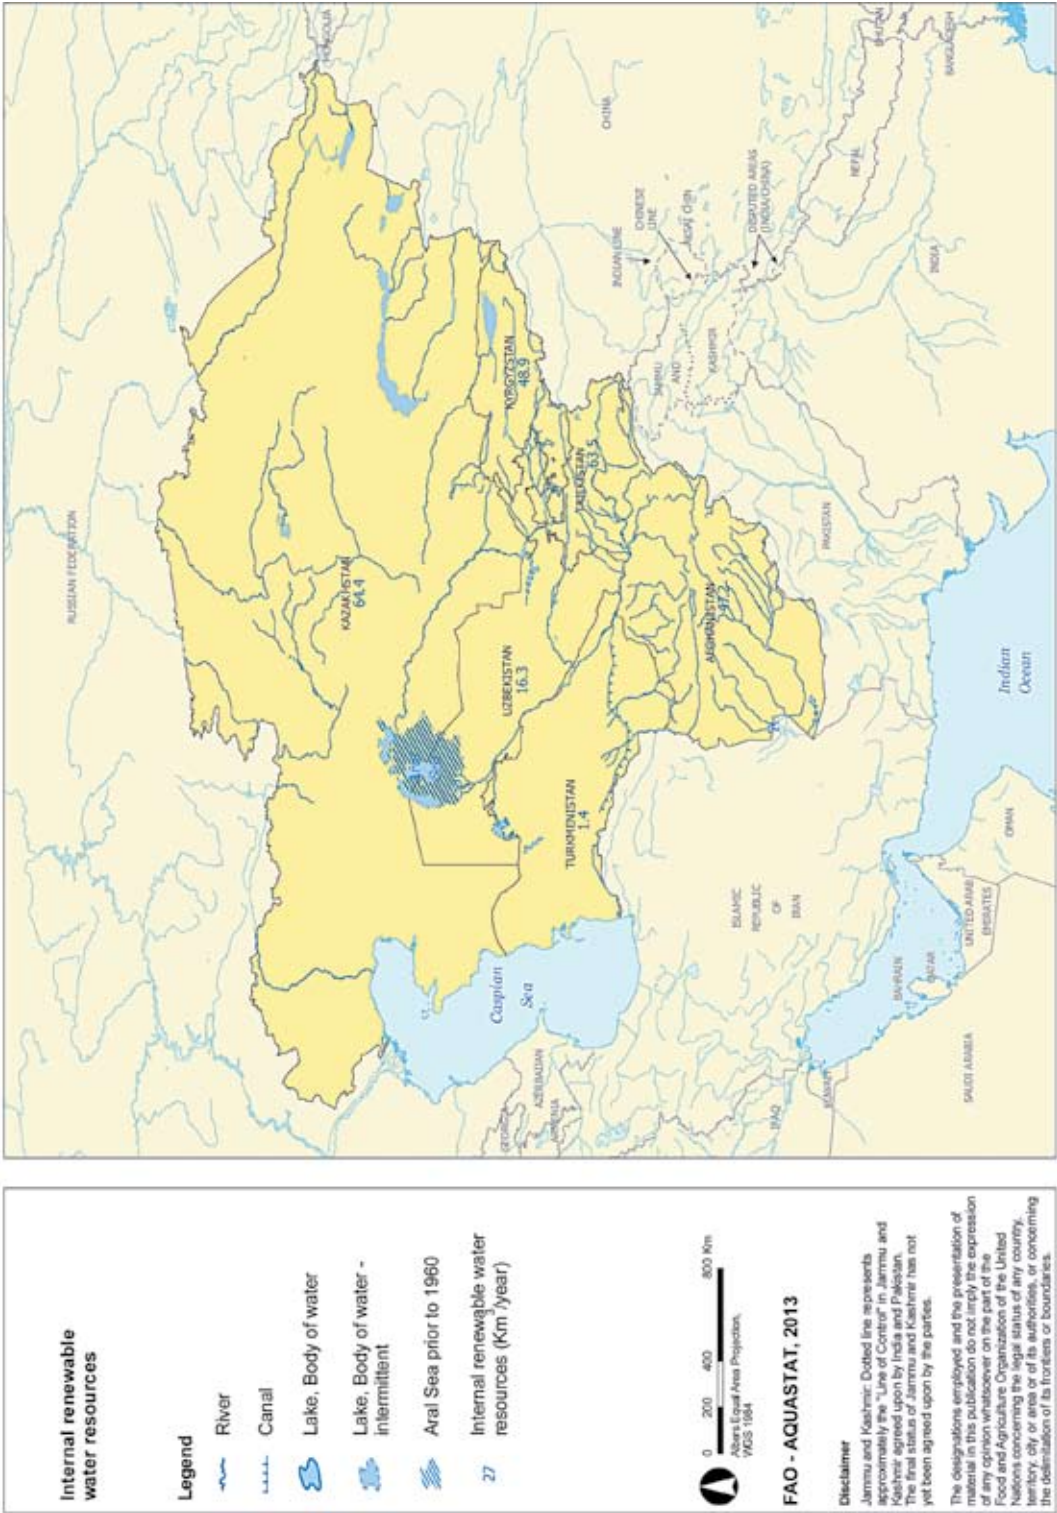 Internal renewable
water resources
Legend
River
Canal
Lake, Body of water
Lake, Body of water -
intermittent
Aral Sea prior to 1960
27
Internal renewable water
resources (Km³/year)
0 200 400 800 Km
Albers Equal Area Projection,
WGS 1984
FAO - AQUASTAT, 2013
Disclaimer
Jammu and Kashmir: Dotted line represents
approximately the "Line of Control" in Jammu and
Kashmir agreed upon by India and Pakistan.
The final status of Jammu and Kashmir has not
yet been agreed upon by the parties.
The designations employed and the presentation of
material in this publication do not imply the expression
of any opinion whatsoever on the part of the
Food and Agriculture Organization of the United
Nations concerning the legal status of any country,
territory, city or area or of its authorities, or concerning
the delimitation of its frontiers or boundaries.
RUSSIAN FEDERATION
MONGOLIA
KAZAKHSTAN
64.4
UZBEKISTAN
16.3
KYRGYZSTAN
48.9
TURKMENISTAN
1.4
TAJIKISTAN
63.5
AFGHANISTAN
47.2
Caspian
Sea
GEORGIA
AZERBAIJAN
ARMENIA
ISLAMIC
REPUBLIC
OF
IRAN
IRAQ
KUWAIT
SAUDI ARABIA
BAHRAIN
QATAR
UNITED ARAB
EMIRATES
OMAN
Indian
Ocean
PAKISTAN
JAMMU
AND
KASHMIR
INDIAN LINE
CHINESE
LINE
Aksai Chin
DISPUTED AREAS
(INDIA/CHINA)
CHINA
INDIA
NEPAL
BHUTAN
BANGLADESH